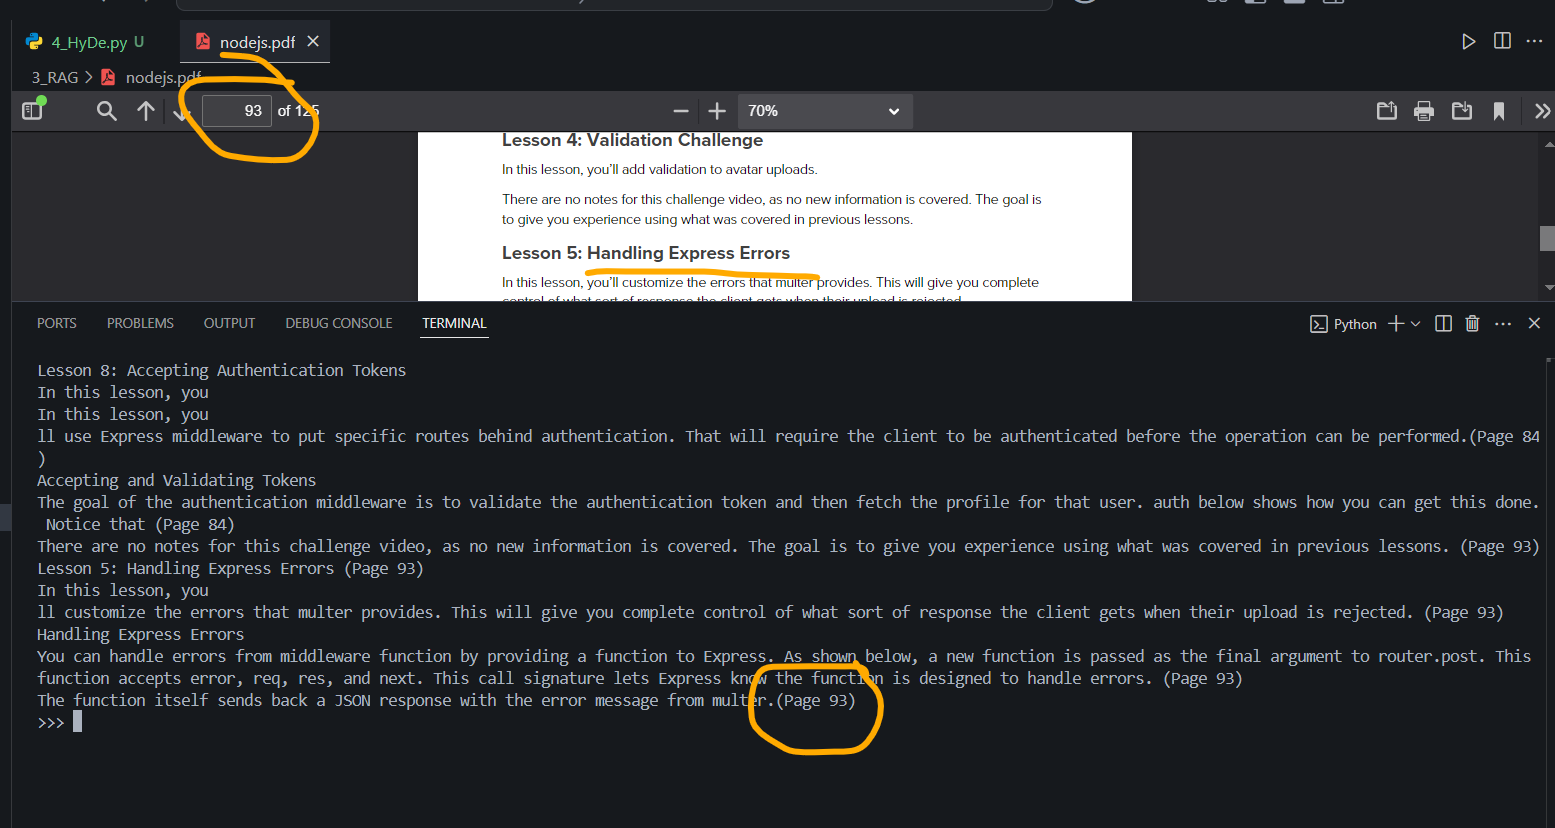 4_HyDe.py U
nodejs.pdf
3_RAG > nodejs.pdf
93 of 125
70%
Lesson 4: Validation Challenge
In this lesson, you’ll add validation to avatar uploads.
There are no notes for this challenge video, as no new information is covered. The goal is
to give you experience using what was covered in previous lessons.
Lesson 5: Handling Express Errors
In this lesson, you’ll customize the errors that multer provides. This will give you complete
control of what sort of response the client gets when their upload is rejected.
PORTS PROBLEMS OUTPUT DEBUG CONSOLE TERMINAL
Python
Lesson 8: Accepting Authentication Tokens
In this lesson, you
In this lesson, you
ll use Express middleware to put specific routes behind authentication. That will require the client to be authenticated before the operation can be performed.(Page 84
)
Accepting and Validating Tokens
The goal of the authentication middleware is to validate the authentication token and then fetch the profile for that user. auth below shows how you can get this done.
Notice that (Page 84)
There are no notes for this challenge video, as no new information is covered. The goal is to give you experience using what was covered in previous lessons. (Page 93)
Lesson 5: Handling Express Errors (Page 93)
In this lesson, you
ll customize the errors that multer provides. This will give you complete control of what sort of response the client gets when their upload is rejected. (Page 93)
Handling Express Errors
You can handle errors from middleware function by providing a function to Express. As shown below, a new function is passed as the final argument to router.post. This
function accepts error, req, res, and next. This call signature lets Express know the function is designed to handle errors. (Page 93)
The function itself sends back a JSON response with the error message from multer.(Page 93)
>>>